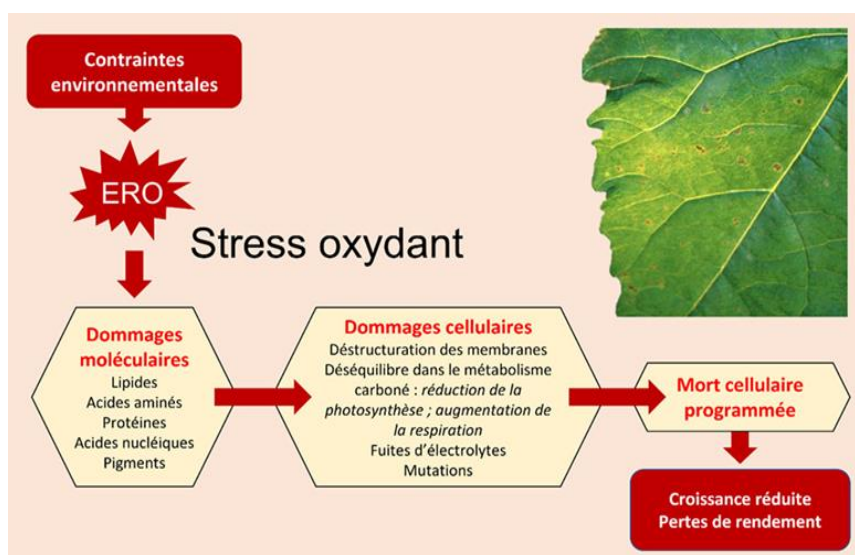 Contraintes
environnementales
ERO
Stress oxydant
Dommages
moléculaires
Lipides
Acides aminés
Protéines
Acides nucléiques
Pigments
Dommages cellulaires
Déstructuration des membranes
Déséquilibre dans le métabolisme
carboné : réduction de la
photosynthèse ; augmentation de
la respiration
Fuites d'électrolytes
Mutations
Mort cellulaire
programmée
Croissance réduite
Pertes de rendement